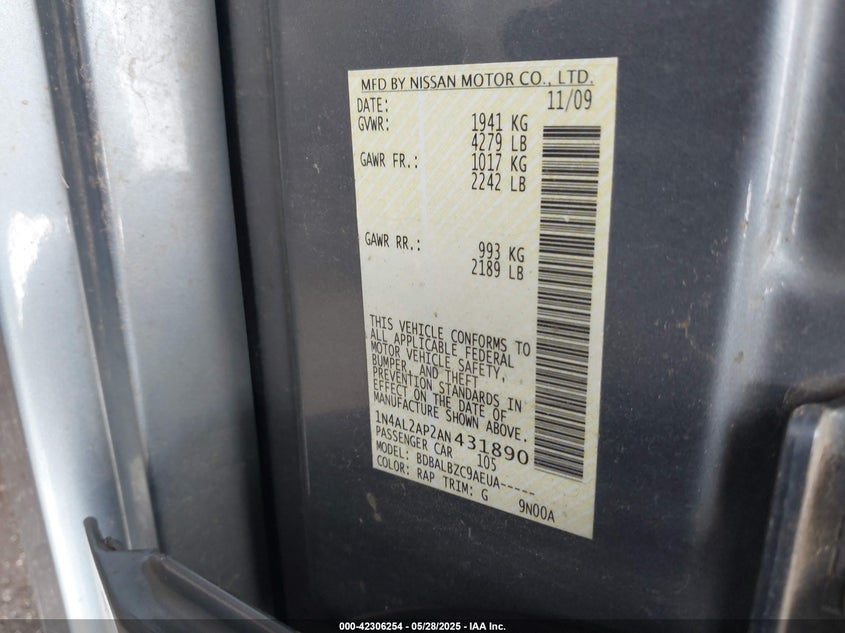 MFD BY NISSAN MOTOR CO., LTD.
DATE: 11/09
GVWR: 1941 KG
4279 LB
GAWR FR.: 1017 KG
2242 LB
GAWR RR.: 993 KG
2189 LB
THIS VEHICLE CONFORMS TO
ALL APPLICABLE FEDERAL
MOTOR VEHICLE SAFETY,
BUMPER, AND THEFT
PREVENTION STANDARDS IN
EFFECT ON THE DATE OF
MANUFACTURE SHOWN ABOVE.
1N4AL2AP2AN431890
PASSENGER CAR 105
MODEL: BDBALBZC9AEUA-----
COLOR: RAP TRIM: G 9N00A
000-42306254 - 05/28/2025 - IAA Inc.